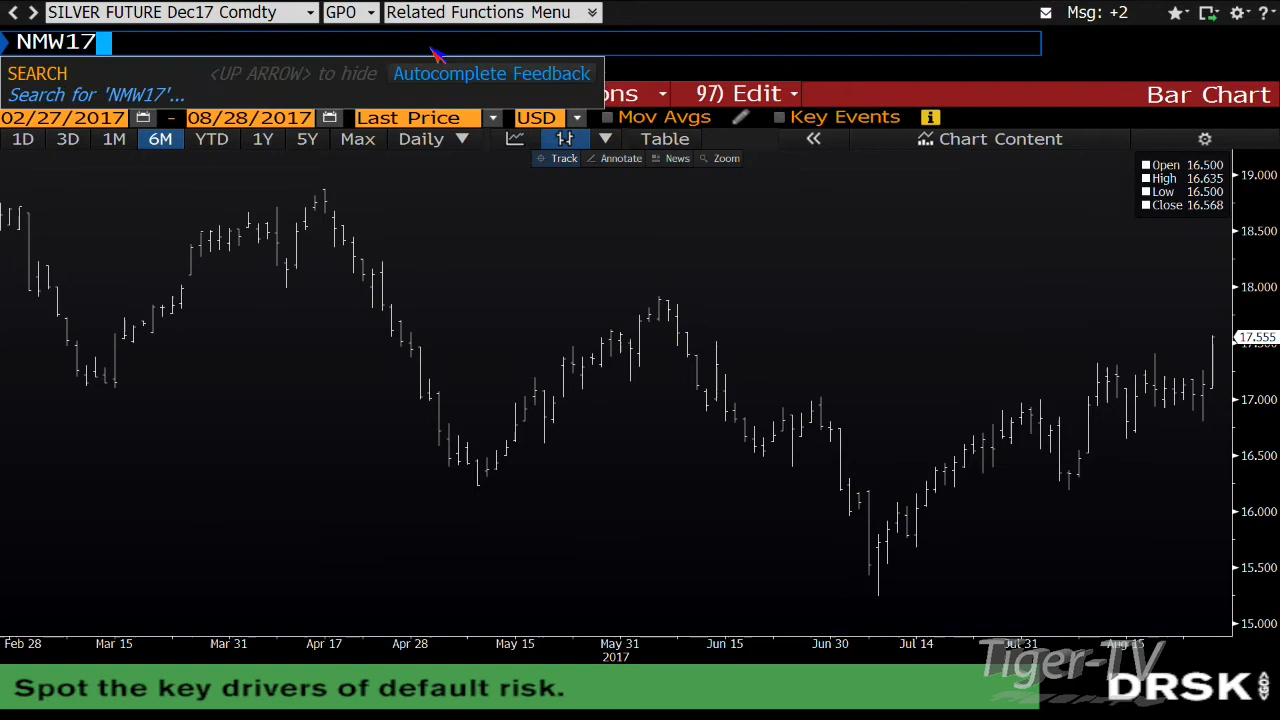 SILVER FUTURE Dec17 Comdty GPO Related Functions Menu Msg: +2 ?
NMW17
SEARCH <UP ARROW> to hide Autocomplete Feedback
Search for 'NMW17'...
ons 97) Edit Bar Chart
02/27/2017 - 08/28/2017 Last Price USD Mov Avgs Key Events i
1D 3D 1M 6M YTD 1Y 5Y Max Daily Table « Chart Content
Track Annotate News Zoom
Open 16.500
High 16.635
Low 16.500
Close 16.568
19.000
18.500
18.000
17.555
17.500
17.000
16.500
16.000
15.500
15.000
Feb 28 Mar 15 Mar 31 Apr 17 Apr 28 May 15 May 31 Jun 15 Jun 30 Jul 14 Jul 31 Aug 15
2017
Tiger-TV
Spot the key drivers of default risk.
DRSK <GO>